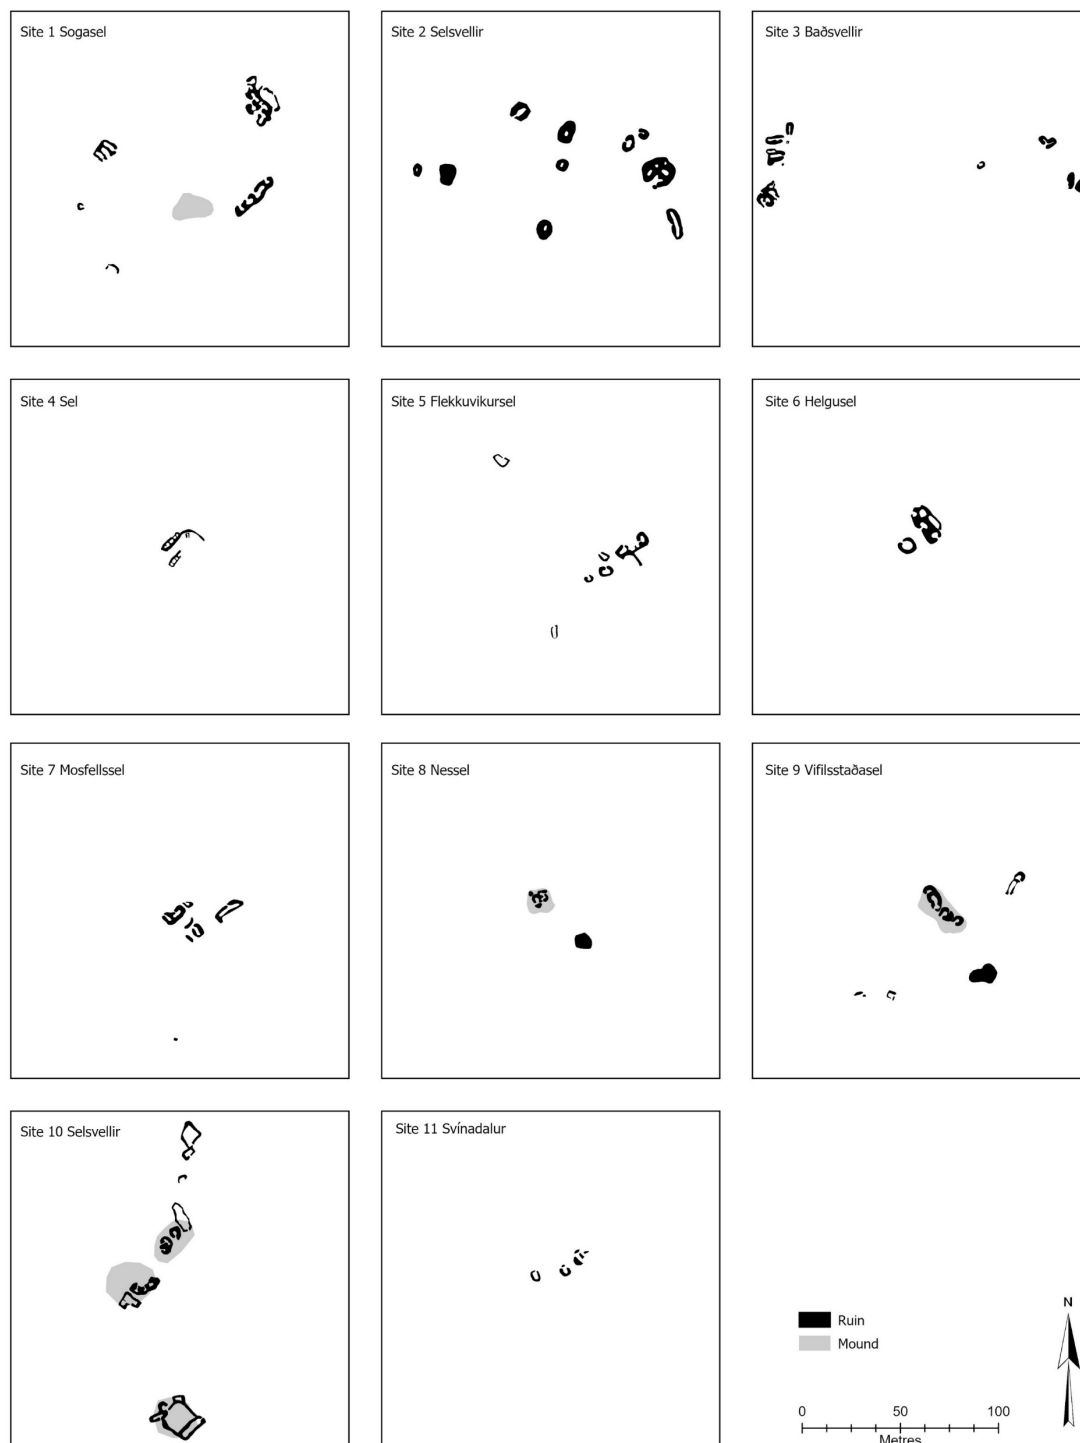 Site 1 Sogasel
Site 2 Selsvellir
Site 3 Baðsvellir
Site 4 Sel
Site 5 Flekkuvikursel
Site 6 Helgusel
Site 7 Mosfellssel
Site 8 Nessel
Site 9 Vifilsstaðasel
Site 10 Selsvellir
Site 11 Svínadalur
Ruin
Mound
N
0 50 100
Metres